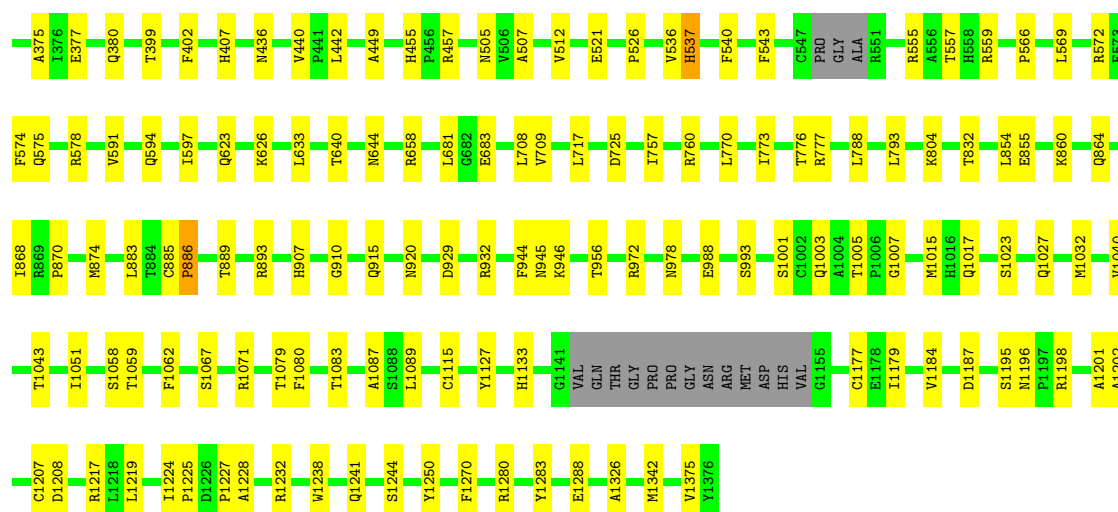 A375 I376 E377 Q380 T399 F402 H407 N436 V440 P441 L442 A449 H455 P456 R457 N505 V506 A507 V512 E521 P526 V536 H537 F540 F543 C547 PRO GLY ALA R551 R555 A556 T557 H558 R559 P566 L569 R572 E573
F574 Q575 R578 V591 Q594 I597 Q623 K626 L633 T640 N644 R658 L681 G682 E683 L708 V709 L717 D725 I757 R760 L770 I773 T776 R777 L788 L793 K804 T832 L854 E855 K860 Q864
I868 R869 P870 M874 L883 T884 C885 P886 T889 R893 H907 G910 Q915 N920 D929 R932 F944 N945 K946 T956 R972 N978 E988 S993 S1001 C1002 Q1003 A1004 T1005 P1006 G1007 M1015 H1016 Q1017 S1023 Q1027 M1032 V1040
T1043 I1051 S1058 T1059 F1062 S1067 R1071 T1079 F1080 T1083 A1087 S1088 L1089 C1115 Y1127 H1133 G1141 VAL GLN THR GLY PRO PRO GLY ASN ARG MET ASP HIS VAL G1155 C1177 E1178 I1179 V1184 D1187 S1195 N1196 P1197 R1198 A1201 A1202
C1207 D1208 R1217 L1218 L1219 I1224 P1225 D1226 P1227 A1228 R1232 W1238 Q1241 S1244 Y1250 F1270 R1280 Y1283 E1288 A1326 M1342 V1375 Y1376